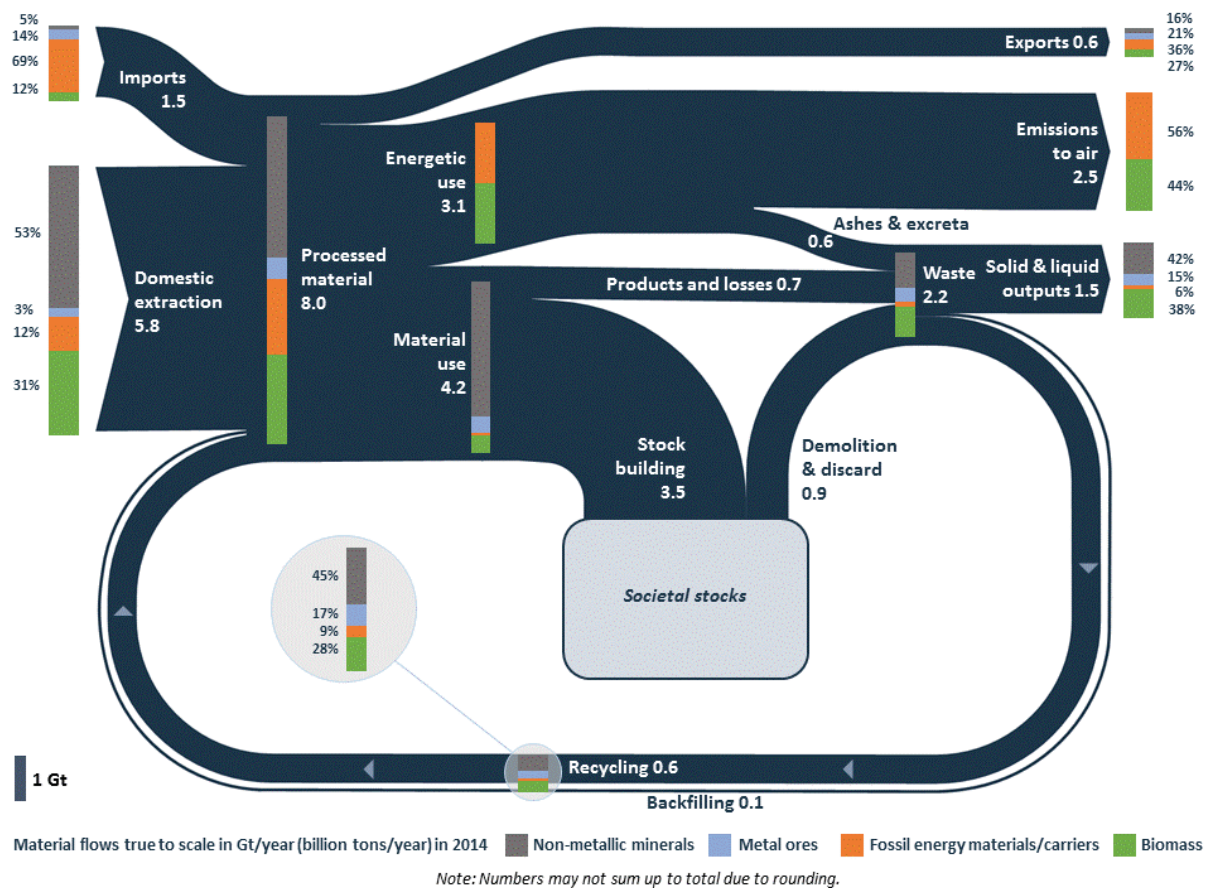 5%
14%
69%
12%
Imports
1.5
Exports 0.6
16%
21%
36%
27%
53%
3%
12%
31%
Domestic
extraction
5.8
Processed
material
8.0
Energetic
use
3.1
Emissions
to air
2.5
56%
44%
Ashes & excreta
0.6
Products and losses 0.7
Waste
2.2
Solid & liquid
outputs 1.5
42%
15%
6%
38%
Material
use
4.2
Stock
building
3.5
Demolition
& discard
0.9
Societal stocks
45%
17%
9%
28%
Recycling 0.6
Backfilling 0.1
1 Gt
Material flows true to scale in Gt/year (billion tons/year) in 2014 Non-metallic minerals Metal ores Fossil energy materials/carriers Biomass
Note: Numbers may not sum up to total due to rounding.